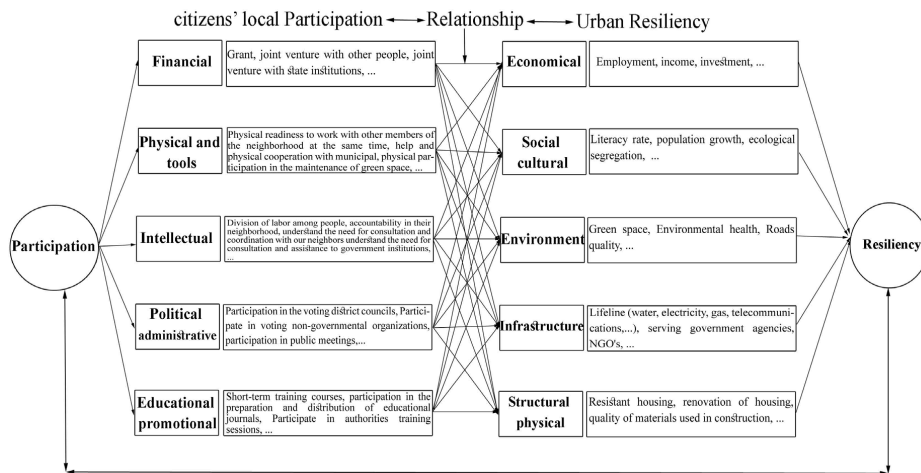 citizens' local Participation
Relationship
Urban Resiliency
Participation
Financial
Grant, joint venture with other people, joint
venture with state institutions, ...
Physical and
tools
Physical readiness to work with other members of
the neighborhood at the same time, help and
physical cooperation with municipal, physical par-
ticipation in the maintenance of green space, ...
Intellectual
Division of labor among people, accountability in their
neighborhood, understand the need for consultation and
coordination with our neighbors understand the need for
consultation and assistance to government institutions,
...
Political
administrative
Participation in the voting district councils, Partici-
pate in voting non-governmental organizations,
participation in public meetings,...
Educational
promotional
Short-term training courses, participation in the
preparation and distribution of educational
journals, Participate in authorities training
sessions, ...
Economical
Employment, income, investment, ...
Social
cultural
Literacy rate, population growth, ecological
segregation, ...
Environment
Green space, Environmental health, Roads
quality, ...
Infrastructure
Lifeline (water, electricity, gas, telecommuni-
cations,...), serving government agencies,
NGO's, ...
Structural
physical
Resistant housing, renovation of housing,
quality of materials used in construction, ...
Resiliency